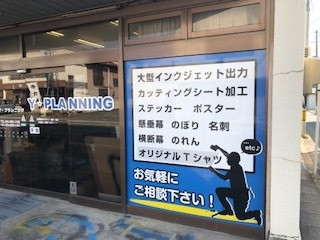 Y・PLANNING
大型インクジェット出力
カッティングシート加工
ステッカー ポスター
懸垂幕 のぼり 名刺
横断幕 のれん
オリジナルTシャツ
etc♪
お気軽に
ご相談下さい！